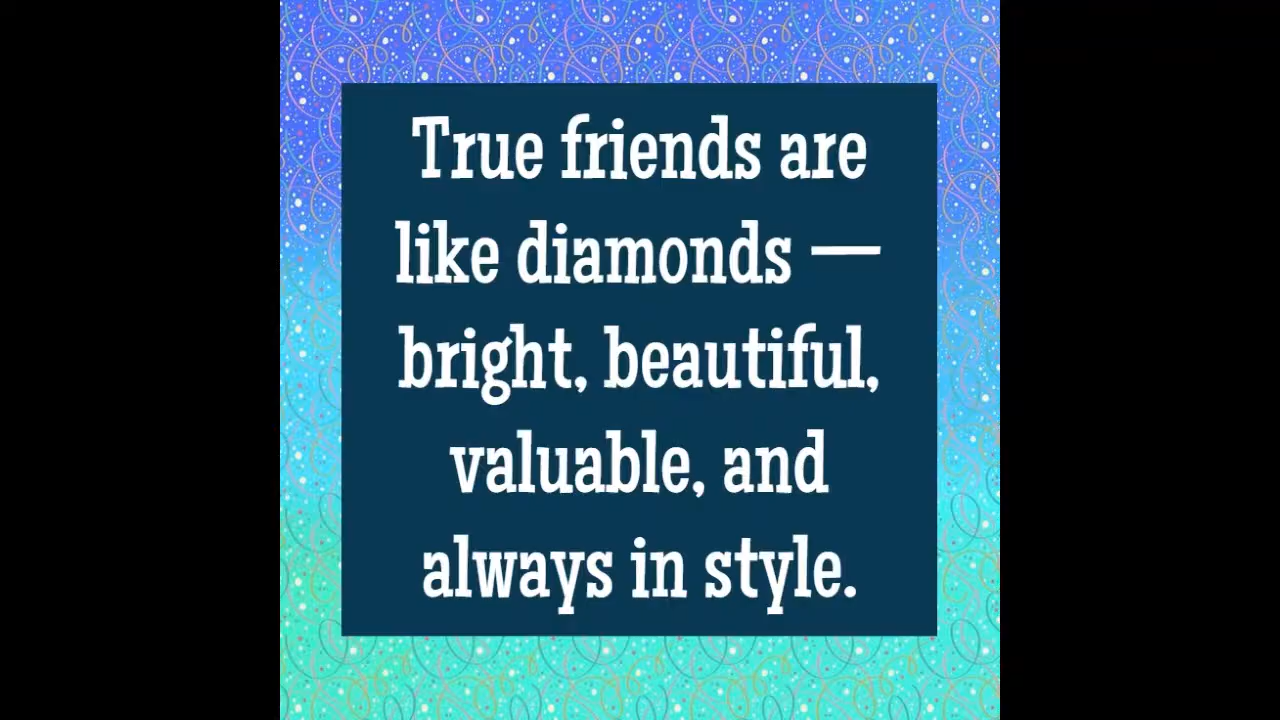 True friends are
like diamonds —
bright, beautiful,
valuable, and
always in style.